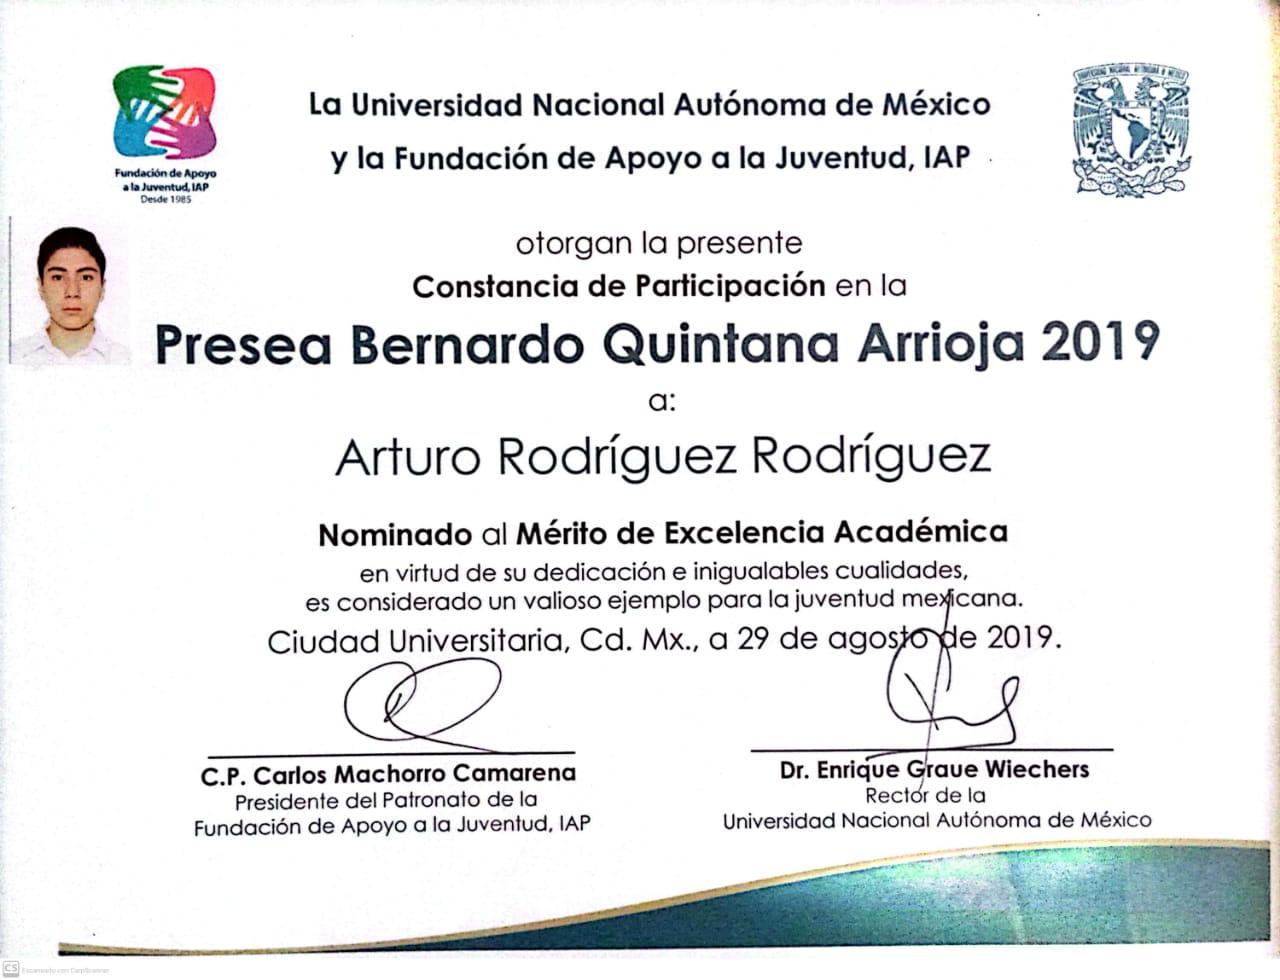 La Universidad Nacional Autónoma de México
y la Fundación de Apoyo a la Juventud, IAP
Fundación de Apoyo
a la Juventud, IAP
Desde 1985
otorgan la presente
Constancia de Participación en la
Presea Bernardo Quintana Arrioja 2019
a:
Arturo Rodríguez Rodríguez
Nominado al Mérito de Excelencia Académica
en virtud de su dedicación e inigualables cualidades,
es considerado un valioso ejemplo para la juventud mexicana.
Ciudad Universitaria, Cd. Mx., a 29 de agosto de 2019.
C.P. Carlos Machorro Camarena
Presidente del Patronato de la
Fundación de Apoyo a la Juventud, IAP
Dr. Enrique Graue Wiechers
Rector de la
Universidad Nacional Autónoma de México
CS Escaneado con CamScanner